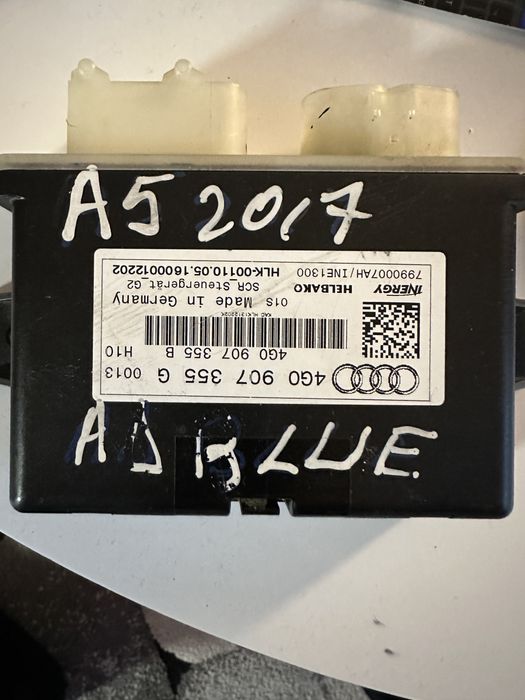 A5 2017
4G0 907 355 G 0013
4G0 907 355 B H10
01S Made in Germany
SCR_Steuergerät_G2
INERGY HELBAKO HLK-00110.05.1600012202
7990007AH/INE1300
AD BLUE